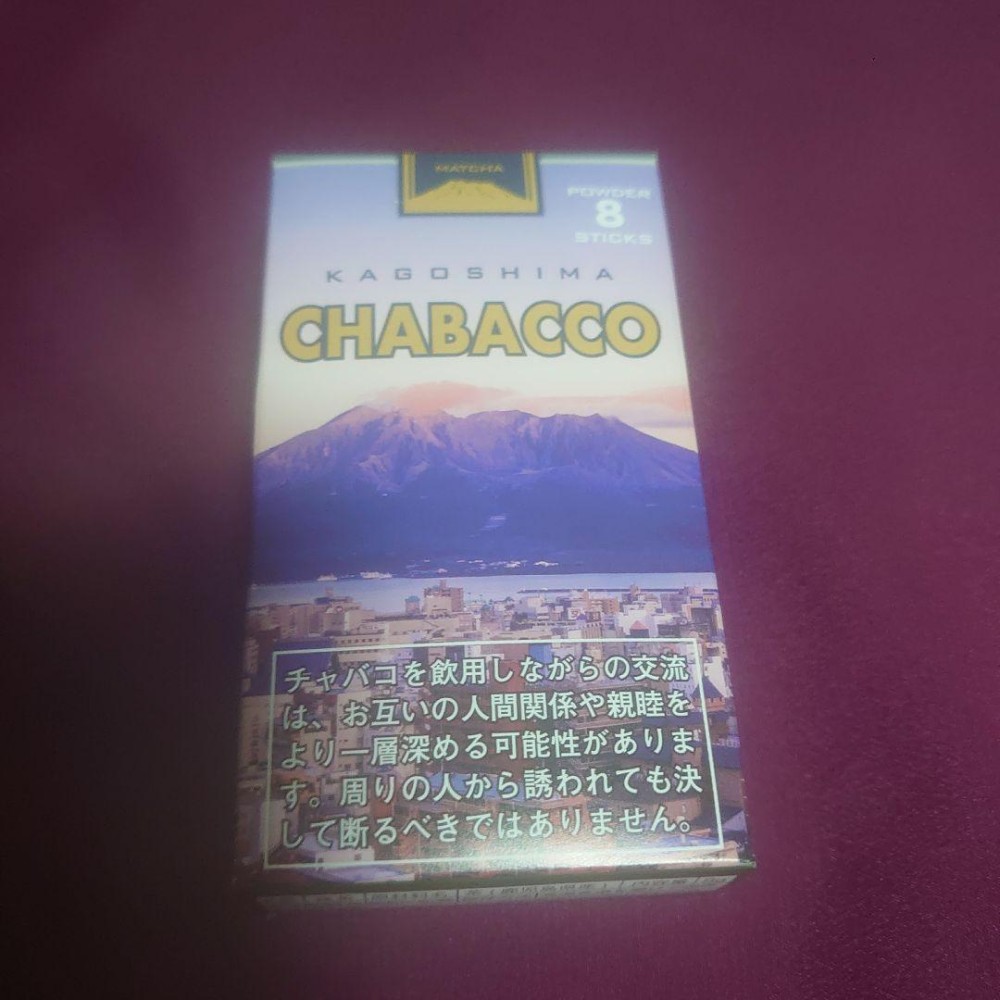 MATCHA
POWDER
8
STICKS
KAGOSHIMA
CHABACCO
チャバコを飲用しながらの交流
は、お互いの人間関係や親睦を
より一層深める可能性がありま
す。周りの人から誘われても決
して断るべきではありません。